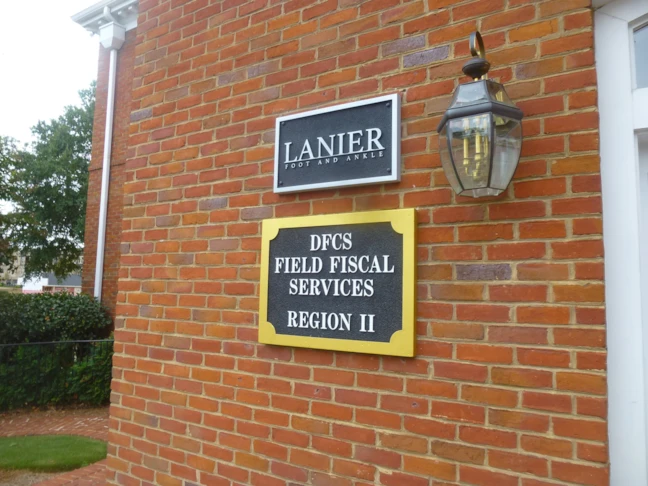 LANIER
FOOT AND ANKLE
DFCS
FIELD FISCAL
SERVICES
REGION II